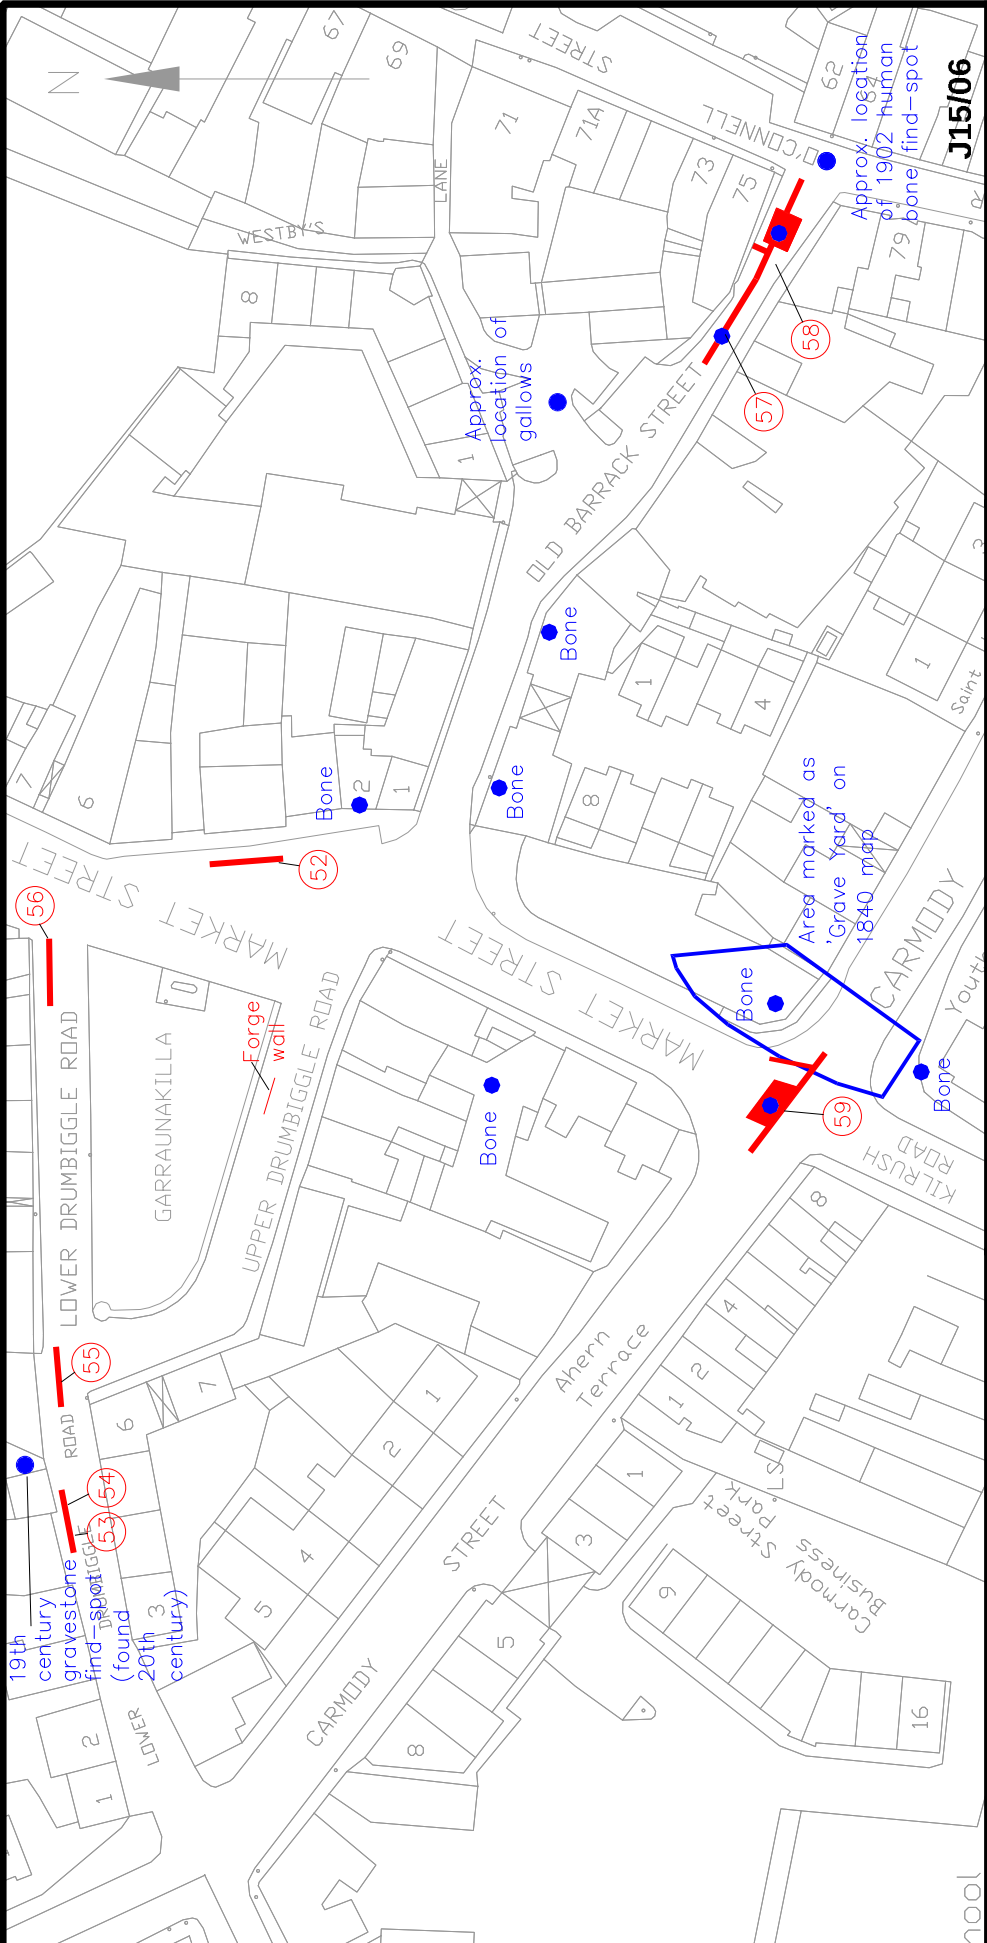 N
67
69
STREET
62
64
Approx. location
of 1902 human
bone find-spot
J15/06
71
71A
O'CONNELL
73
75
79
LANE
WESTBY'S
8
Approx.
location of
gallows
1
58
57
OLD BARRACK STREET
Bone
1
4
3
1
Saint
7
6
Bone
2
1
Bone
8
Area marked as
'Grave Yard' on
1840 map
52
56
MARKET STREET
MARKET STREET
CARMODY
Youth
Bone
Bone
59
KILRUSH
ROAD
LOWER DRUMBIGGLE ROAD
GARRAUNAKILLA
Forge
wall
UPPER DRUMBIGGLE ROAD
Bone
8
4
2
1
Ahern
Terrace
55
ROAD
6
7
1
2
4
5
3
54
53
DRUMBIGGLE
LOWER
19th
century
gravestone
find-spot
(found
20th
century)
STREET
CARMODY
1
3
LS
Carmody Street
Business
Park
9
5
8
16
2
1
hool